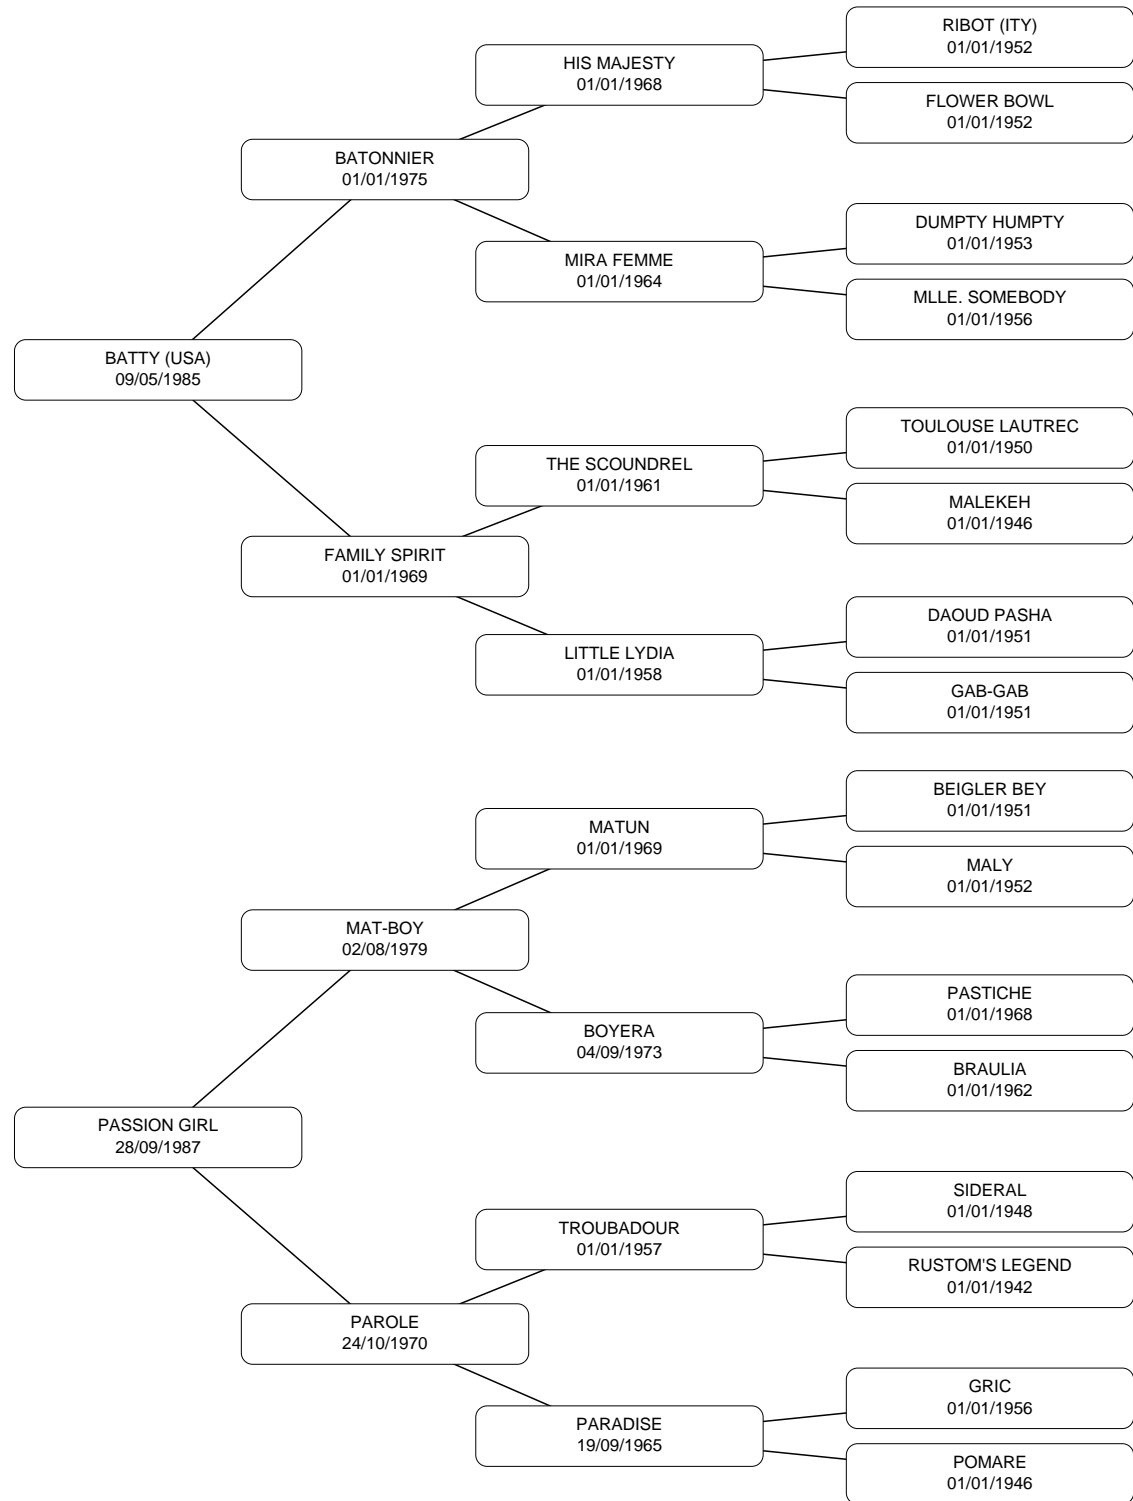 RIBOT (ITY)
01/01/1952
HIS MAJESTY
01/01/1968
FLOWER BOWL
01/01/1952
BATONNIER
01/01/1975
DUMPTY HUMPTY
01/01/1953
MIRA FEMME
01/01/1964
MLLE. SOMEBODY
01/01/1956
BATTY (USA)
09/05/1985
TOULOUSE LAUTREC
01/01/1950
THE SCOUNDREL
01/01/1961
MALEKEH
01/01/1946
FAMILY SPIRIT
01/01/1969
DAOUD PASHA
01/01/1951
LITTLE LYDIA
01/01/1958
GAB-GAB
01/01/1951
BEIGLER BEY
01/01/1951
MATUN
01/01/1969
MALY
01/01/1952
MAT-BOY
02/08/1979
PASTICHE
01/01/1968
BOYERA
04/09/1973
BRAULIA
01/01/1962
PASSION GIRL
28/09/1987
SIDERAL
01/01/1948
TROUBADOUR
01/01/1957
RUSTOM'S LEGEND
01/01/1942
PAROLE
24/10/1970
GRIC
01/01/1956
PARADISE
19/09/1965
POMARE
01/01/1946